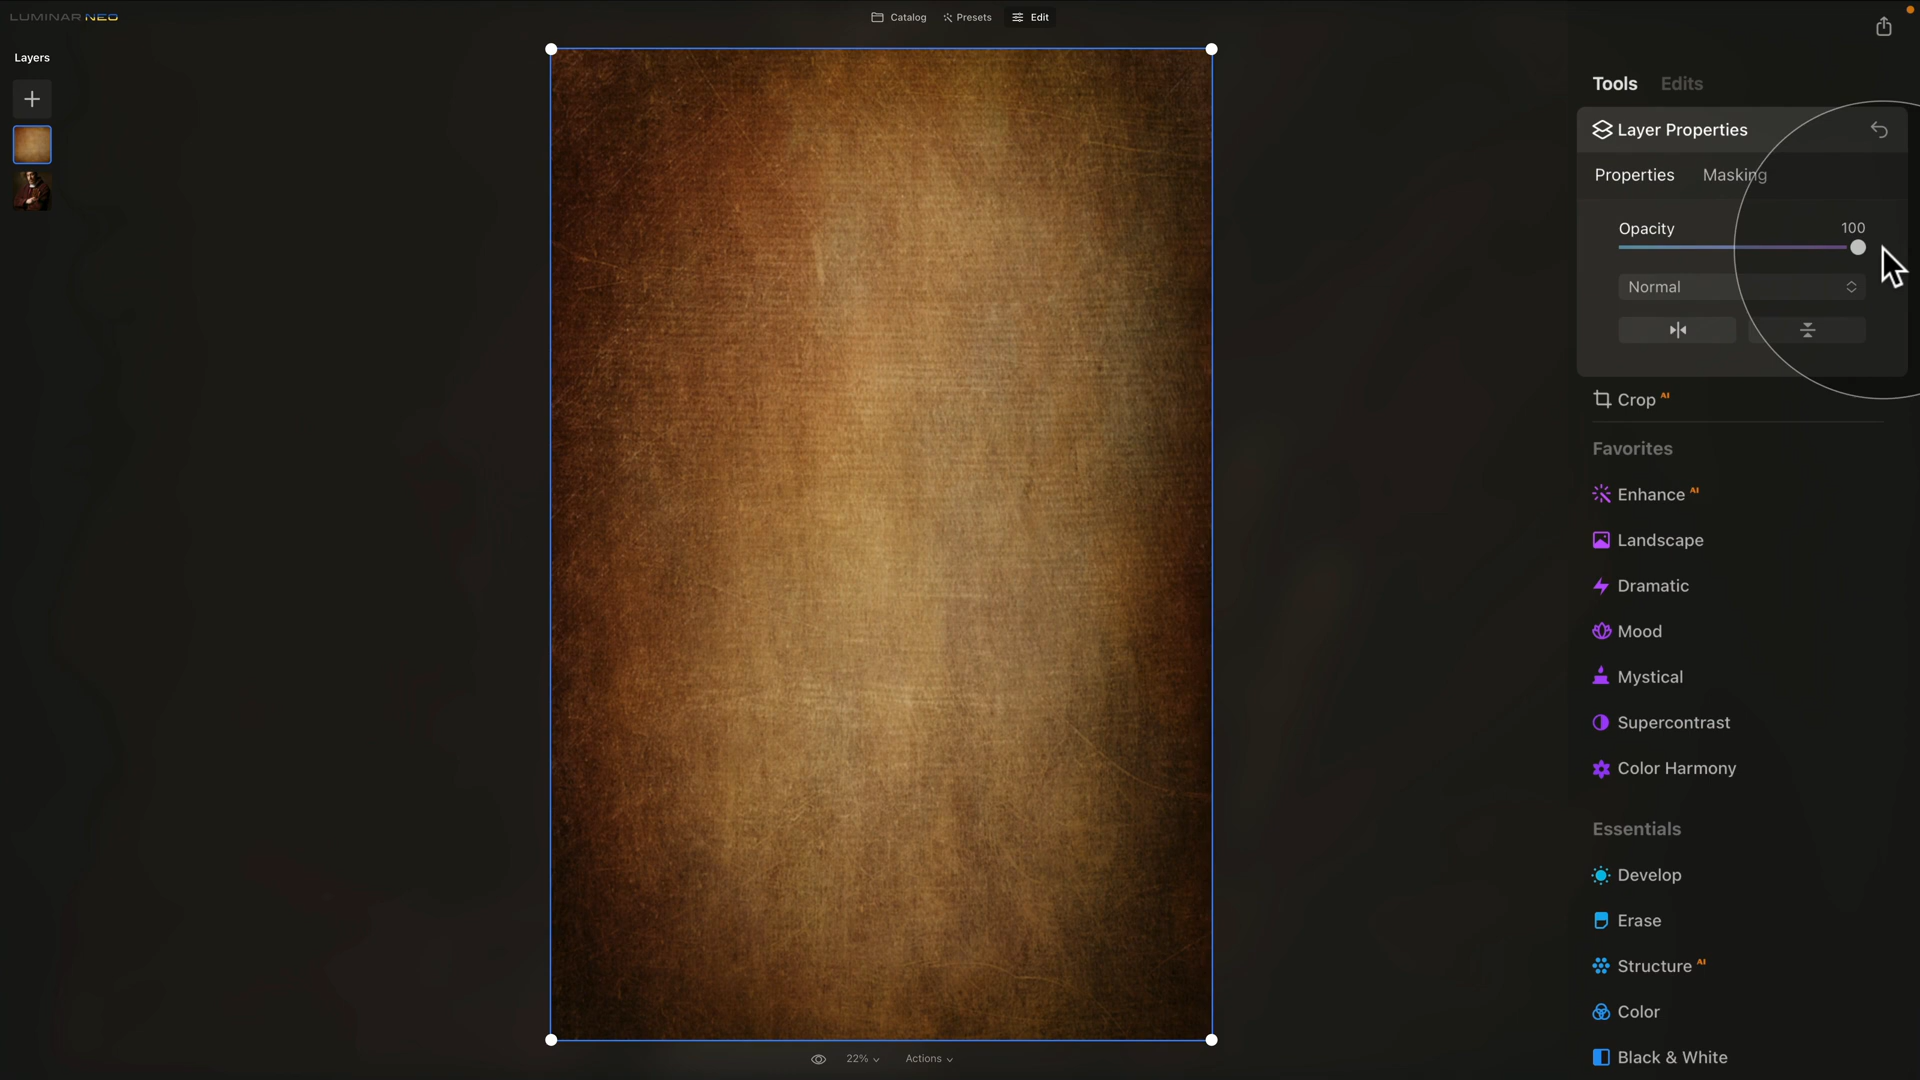 LUMINAR NEO
Catalog
Presets
Edit
Layers
Tools
Edits
Layer Properties
Properties
Masking
Opacity
100
Normal
Crop AI
Favorites
Enhance AI
Landscape
Dramatic
Mood
Mystical
Supercontrast
Color Harmony
Essentials
Develop
Erase
Structure AI
Color
Black & White
22%
Actions